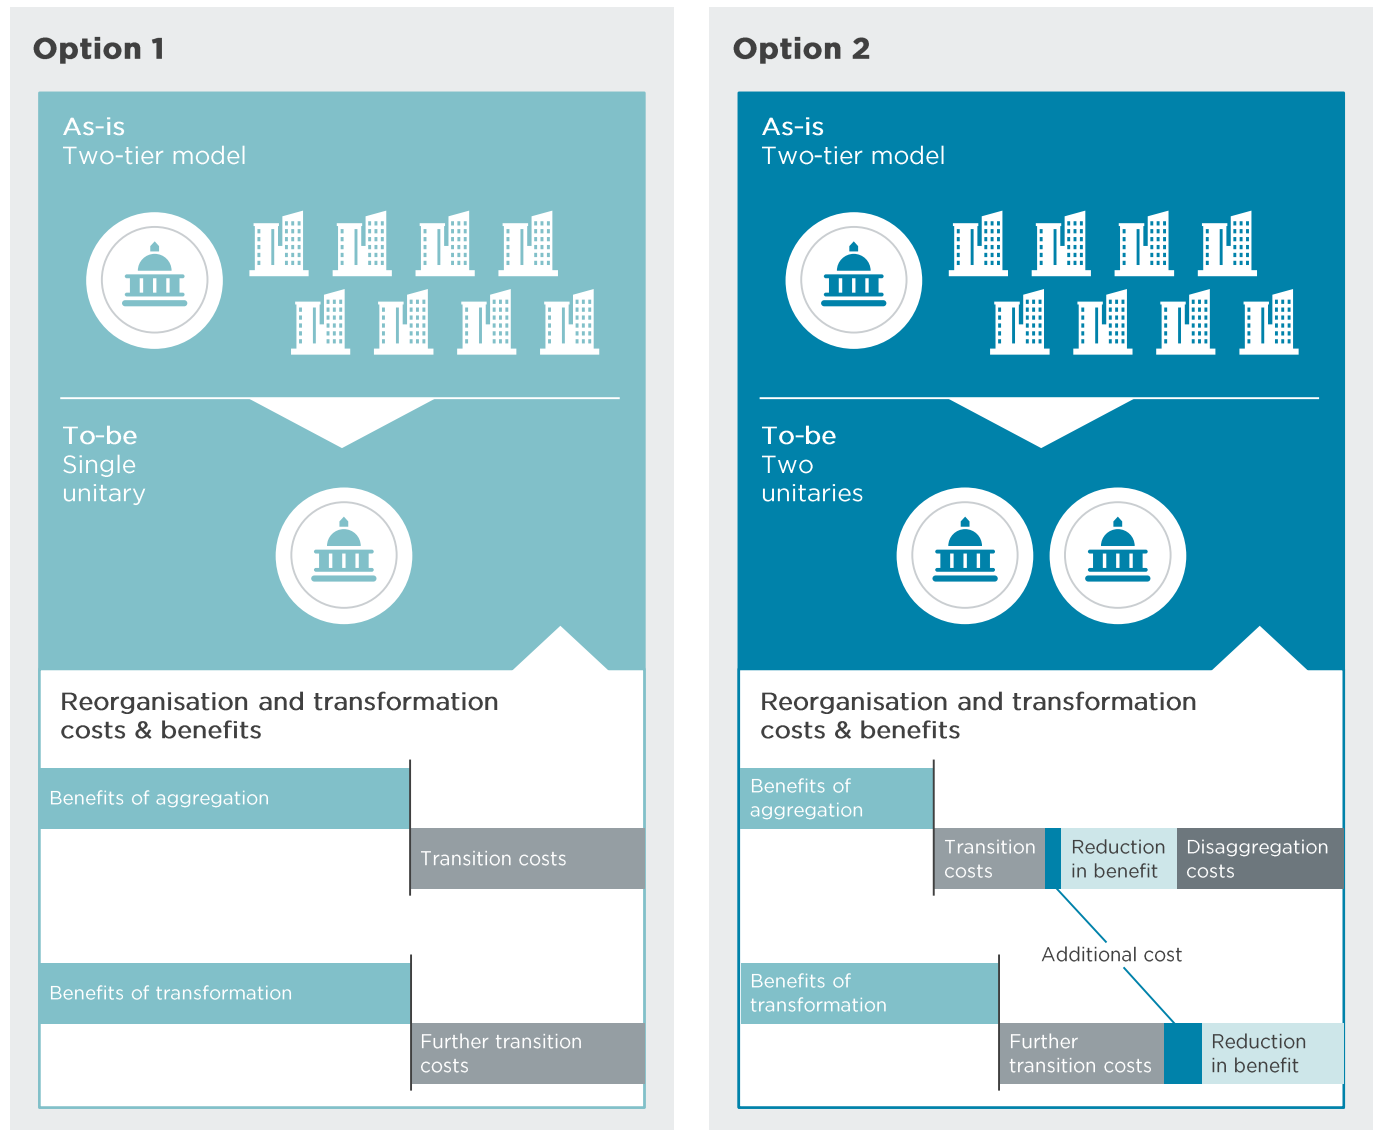 Option 1
As-is
Two-tier model
To-be
Single
unitary
Reorganisation and transformation
costs & benefits
Benefits of aggregation
Transition costs
Benefits of transformation
Further transition
costs
Option 2
As-is
Two-tier model
To-be
Two
unitaries
Reorganisation and transformation
costs & benefits
Benefits of
aggregation
Transition
costs
Reduction
in benefit
Disaggregation
costs
Additional cost
Benefits of
transformation
Further
transition costs
Reduction
in benefit